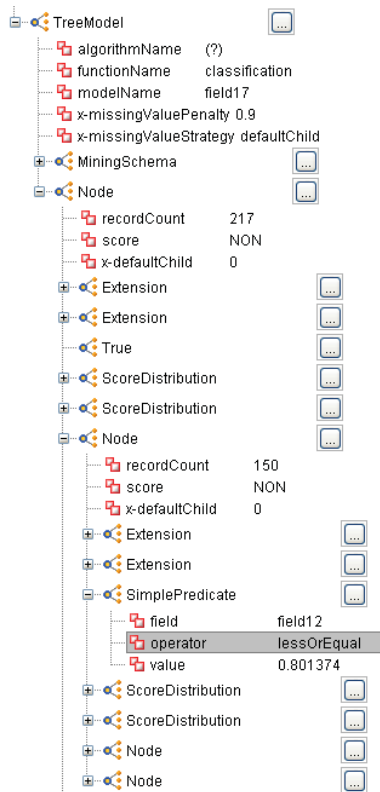 TreeModel ...
algorithmName (?)
functionName classification
modelName field17
x-missingValuePenalty 0.9
x-missingValueStrategy defaultChild
MiningSchema ...
Node ...
recordCount 217
score NON
x-defaultChild 0
Extension ...
Extension ...
True ...
ScoreDistribution ...
ScoreDistribution ...
Node ...
recordCount 150
score NON
x-defaultChild 0
Extension ...
Extension ...
SimplePredicate ...
field field12
operator lessOrEqual
value 0.801374
ScoreDistribution ...
ScoreDistribution ...
Node ...
Node ...